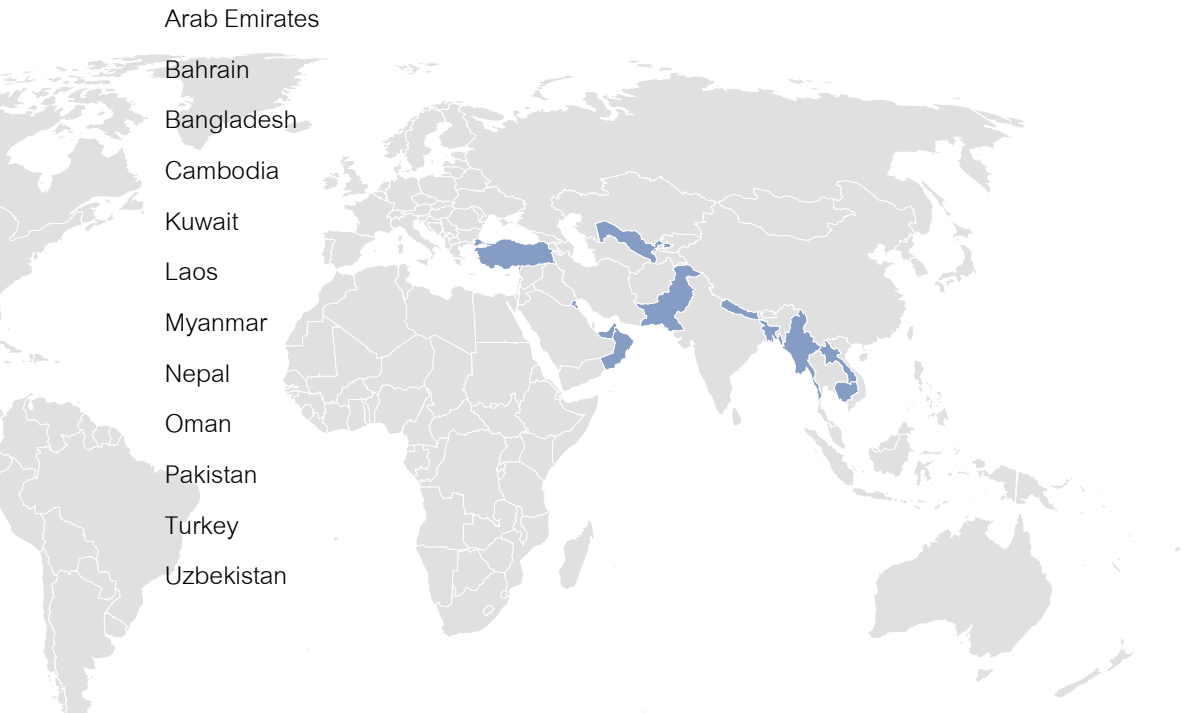 Arab Emirates
Bahrain
Bangladesh
Cambodia
Kuwait
Laos
Myanmar
Nepal
Oman
Pakistan
Turkey
Uzbekistan